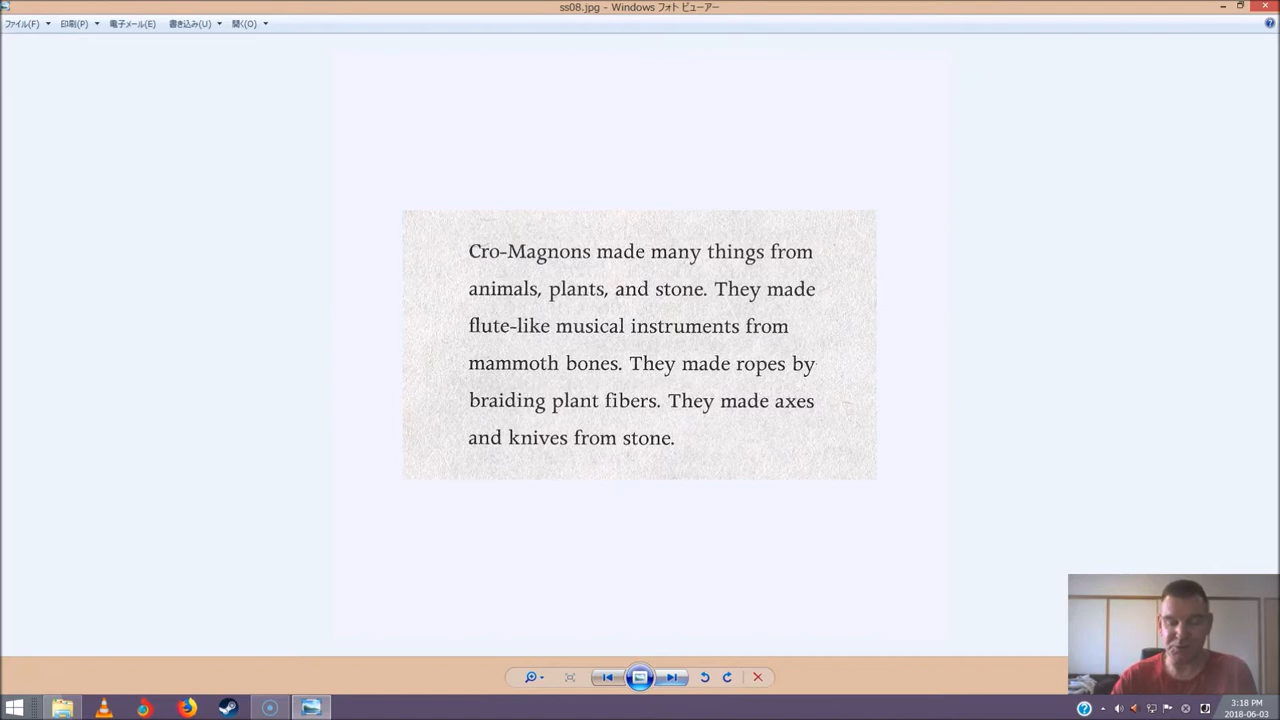 ss08.jpg - Windows フォト ビューアー
ファイル(F) 印刷(P) 電子メール(E) 書き込み(U) 開く(O)
Cro-Magnons made many things from
animals, plants, and stone. They made
flute-like musical instruments from
mammoth bones. They made ropes by
braiding plant fibers. They made axes
and knives from stone.
3:18 PM
2018-06-03